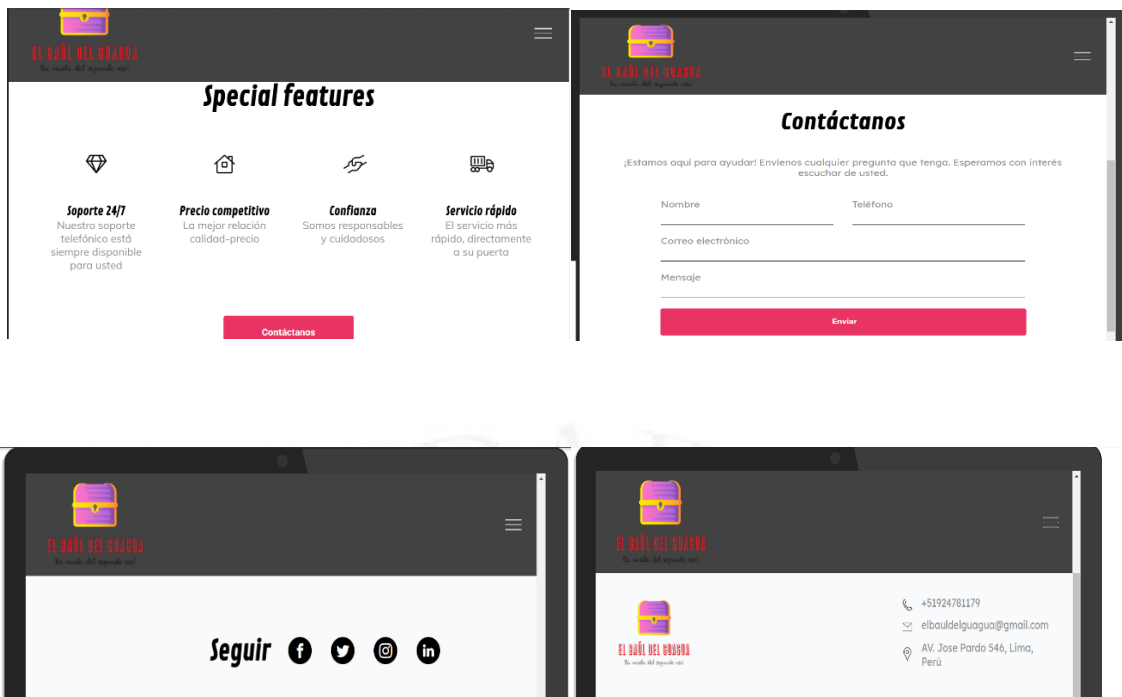 EL BAÚL DEL GUAGUA
Special features
Soporte 24/7
Nuestro soporte
telefónico está
siempre disponible
para usted
Precio competitivo
La mejor relación
calidad-precio
Confianza
Somos responsables
y cuidadosos
Servicio rápido
El servicio más
rápido, directamente
a su puerta
Contáctanos
EL BAÚL DEL GUAGUA
Contáctanos
¡Estamos aquí para ayudar! Envíenos cualquier pregunta que tenga. Esperamos con interés
escuchar de usted.
Nombre
Teléfono
Correo electrónico
Mensaje
Enviar
EL BAÚL DEL GUAGUA
Seguir
EL BAÚL DEL GUAGUA
EL BAÚL DEL GUAGUA
+51924781179
elbauldelguagua@gmail.com
AV. Jose Pardo 546, Lima,
Perú